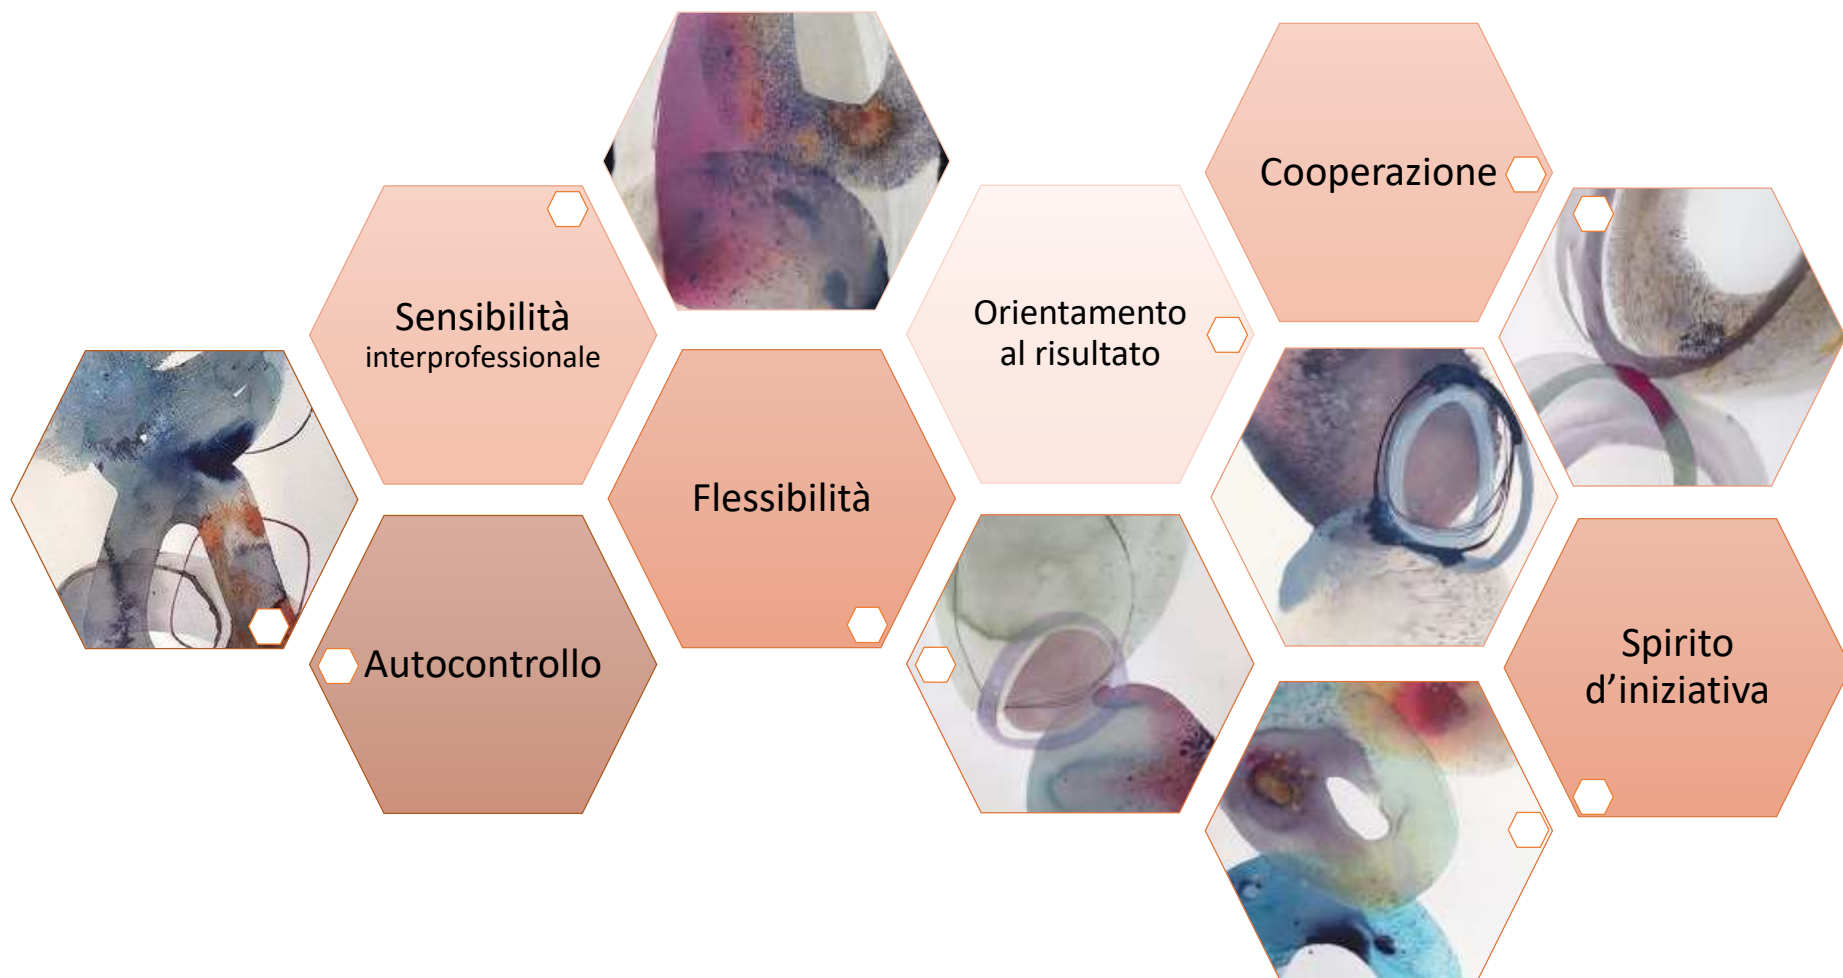 Sensibilità
interprofessionale
Autocontrollo
Flessibilità
Orientamento
al risultato
Cooperazione
Spirito
d’iniziativa